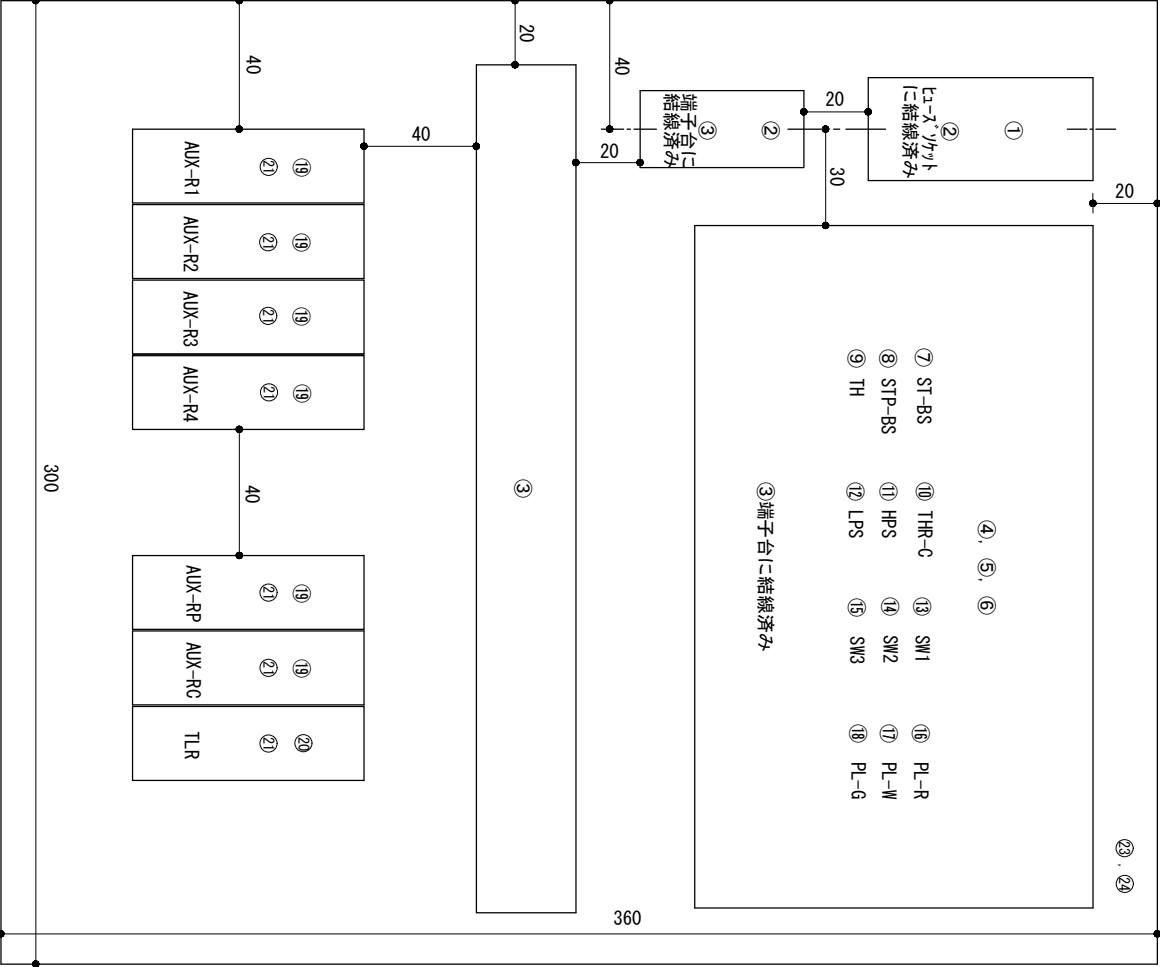 20
㉓, ㉔
①
②
ﾋｭｰｽﾞｿｹｯﾄ
に結線済み
④, ⑤, ⑥
⑦ ST-BS
⑧ STP-BS
⑨ TH
⑩ THR-C
⑪ HPS
⑫ LPS
⑬ SW1
⑭ SW2
⑮ SW3
⑯ PL-R
⑰ PL-W
⑱ PL-G
③端子台に結線済み
20
30
②
③
端子台に
結線済み
40
20
360
20
③
40
⑲
㉑
AUX-R1
⑲
㉑
AUX-R2
⑲
㉑
AUX-R3
⑲
㉑
AUX-R4
⑲
㉑
AUX-RP
⑲
㉑
AUX-RC
⑳
㉑
TLR
40
40
300